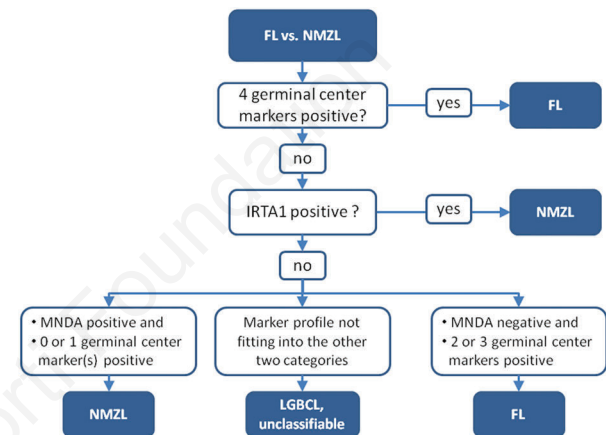 FL vs. NMZL
4 germinal center
markers positive?
yes
FL
no
IRTA1 positive ?
yes
NMZL
no
• MNDA positive and
• 0 or 1 germinal center
marker(s) positive
Marker profile not
fitting into the other
two categories
• MNDA negative and
• 2 or 3 germinal center
markers positive
NMZL
LGBCL,
unclassifiable
FL
orti Foundation